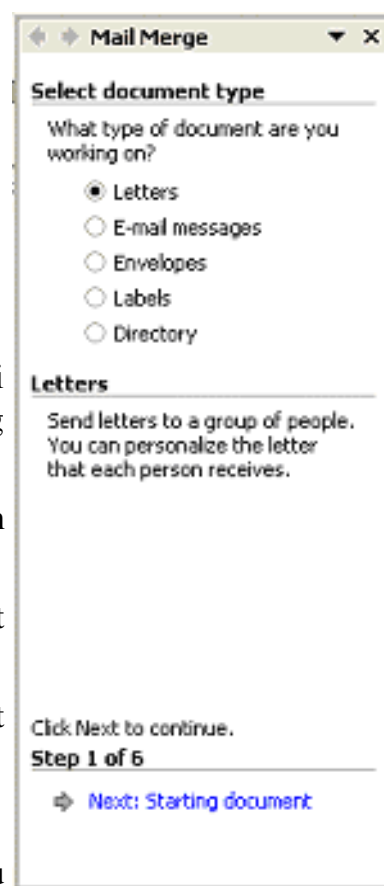 Mail Merge
Select document type
What type of document are you
working on?
Letters
E-mail messages
Envelopes
Labels
Directory
Letters
Send letters to a group of people.
You can personalize the letter
that each person receives.
Click Next to continue.
Step 1 of 6
Next: Starting document